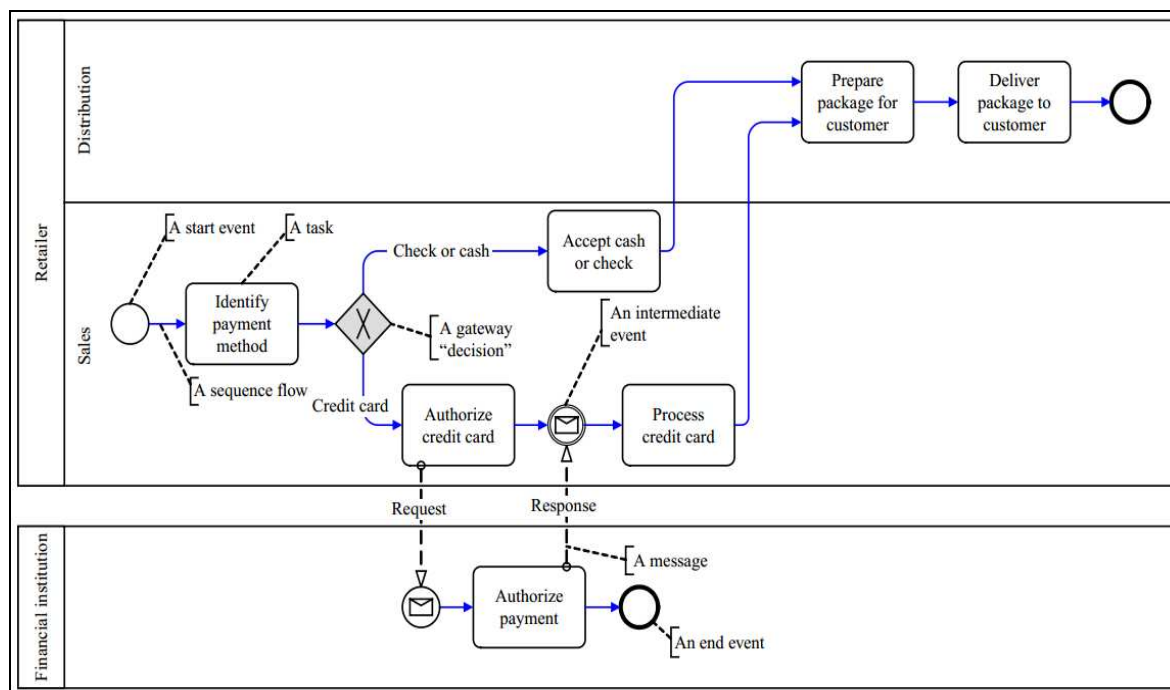 Retailer
Distribution
Prepare
package for
customer
Deliver
package to
customer
Sales
A start event
A task
Identify
payment
method
A sequence flow
Check or cash
Accept cash
or check
A gateway
“decision”
An intermediate
event
Credit card
Authorize
credit card
Process
credit card
Request
Response
Financial institution
A message
Authorize
payment
An end event